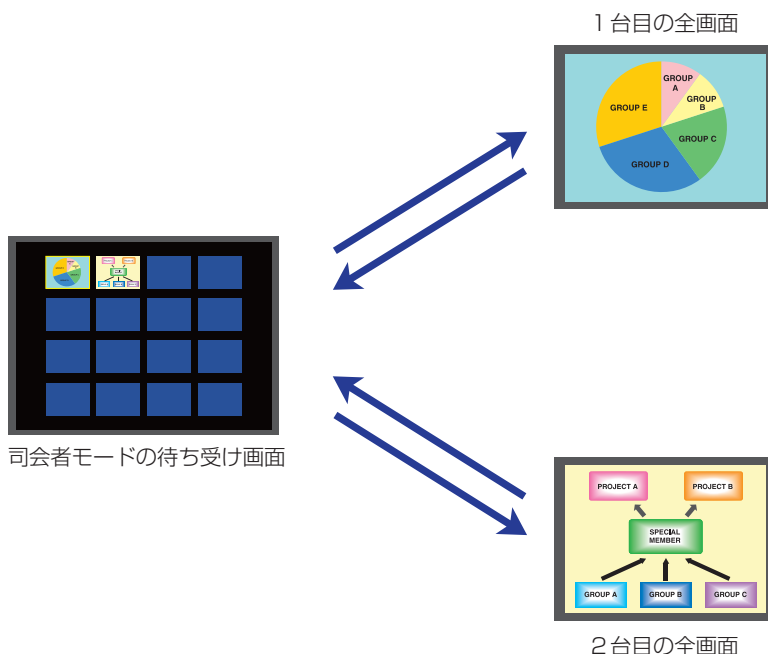 1台目の全画面
GROUP
A
GROUP
B
GROUP E
GROUP C
GROUP D
司会者モードの待ち受け画面
PROJECT A
PROJECT B
SPECIAL
MEMBER
GROUP A
GROUP B
GROUP C
2台目の全画面